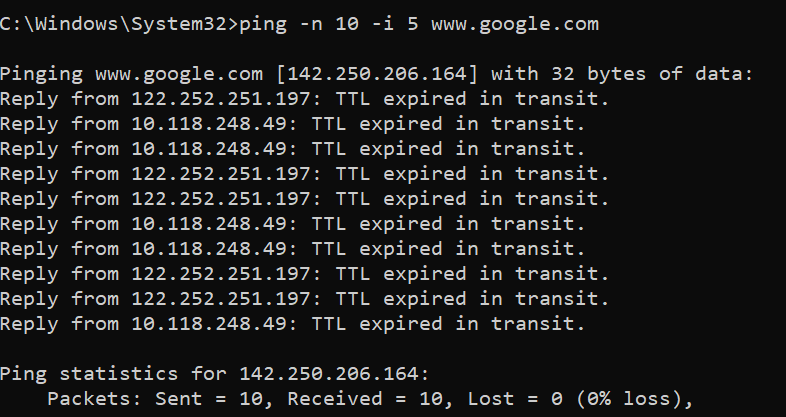 C:\Windows\System32>ping -n 10 -i 5 www.google.com
Pinging www.google.com [142.250.206.164] with 32 bytes of data:
Reply from 122.252.251.197: TTL expired in transit.
Reply from 10.118.248.49: TTL expired in transit.
Reply from 10.118.248.49: TTL expired in transit.
Reply from 122.252.251.197: TTL expired in transit.
Reply from 122.252.251.197: TTL expired in transit.
Reply from 10.118.248.49: TTL expired in transit.
Reply from 10.118.248.49: TTL expired in transit.
Reply from 122.252.251.197: TTL expired in transit.
Reply from 122.252.251.197: TTL expired in transit.
Reply from 10.118.248.49: TTL expired in transit.
Ping statistics for 142.250.206.164:
    Packets: Sent = 10, Received = 10, Lost = 0 (0% loss),